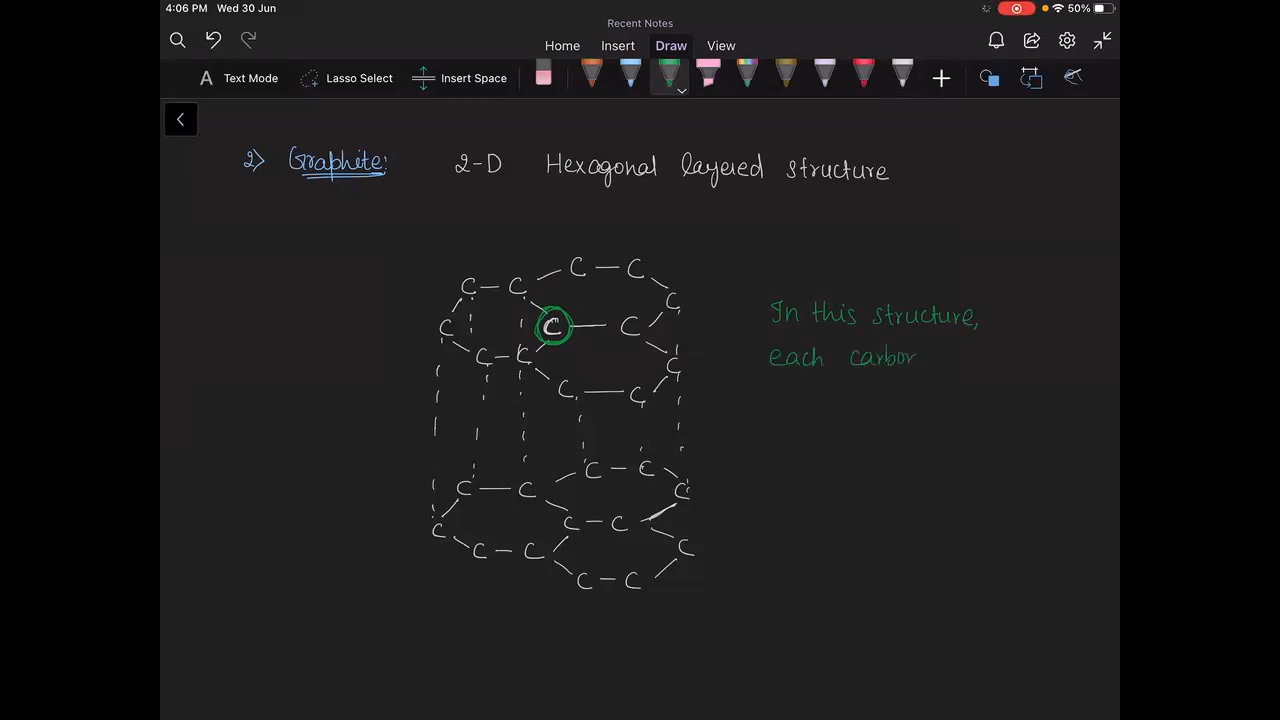 4:06 PM Wed 30 Jun
50%
Recent Notes
Home Insert Draw View
A Text Mode Lasso Select Insert Space
2> Graphite: 2-D Hexagonal layered structure
C - C
C - C
C
C
C - C
C - C
C
C - C
C - C
C - C
C
C - C
C - C
C
C - C
C
C - C
In this structure,
each carbor